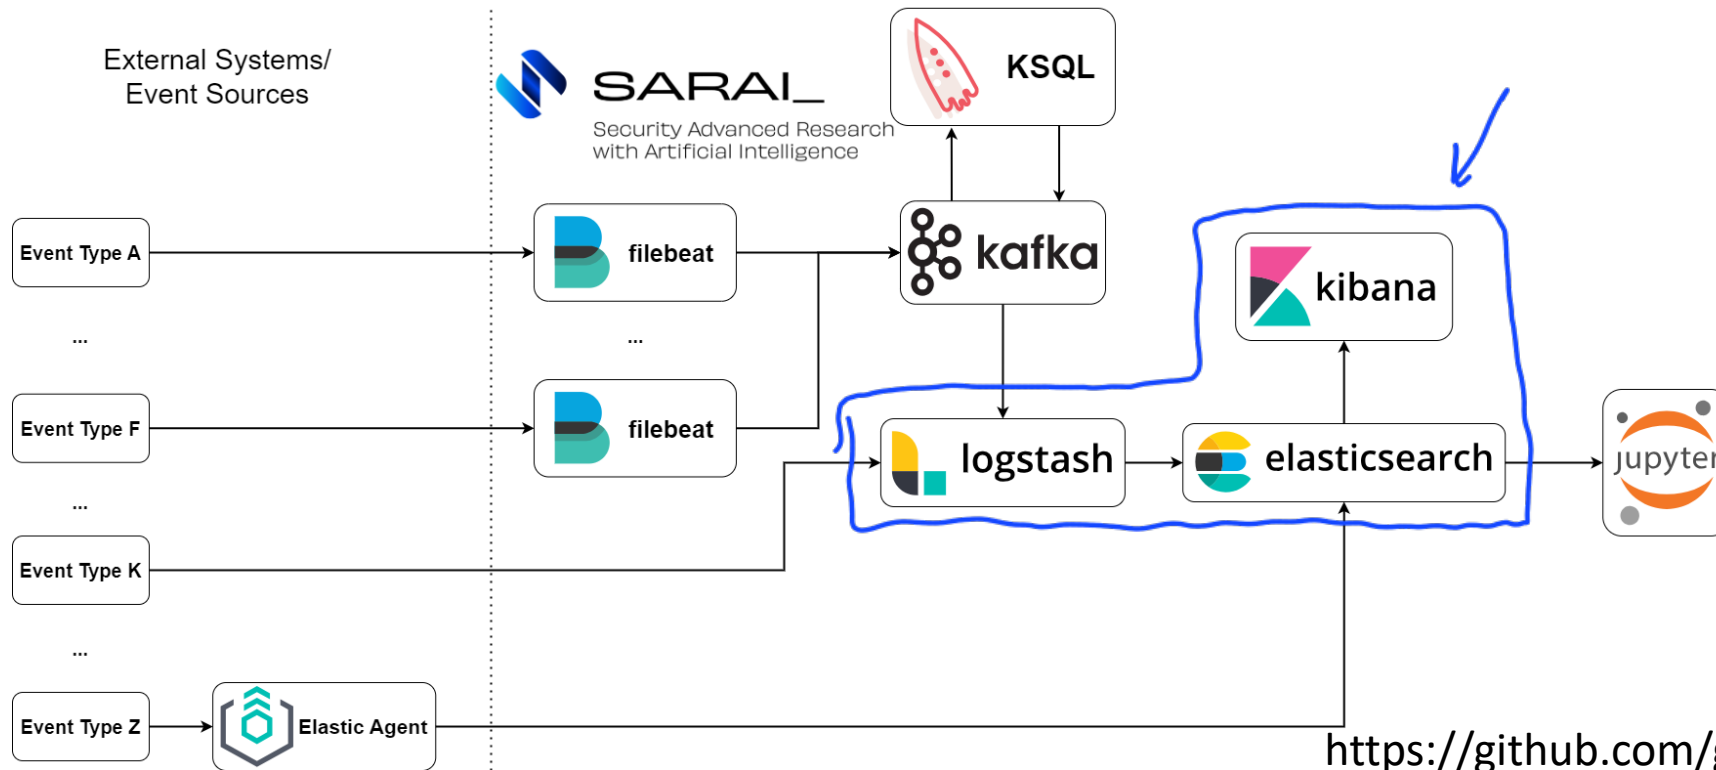 External Systems/
Event Sources
SARAI_
Security Advanced Research
with Artificial Intelligence
KSQL
Event Type A
filebeat
kafka
kibana
...
...
Event Type F
filebeat
logstash
elasticsearch
jupyter
...
Event Type K
...
Event Type Z
Elastic Agent
https://github.com/g